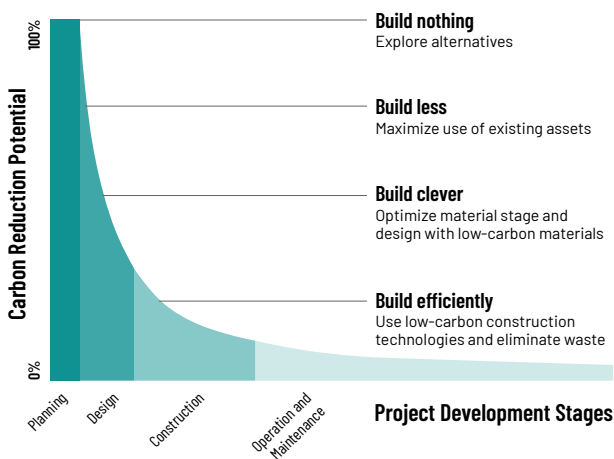 100%
Carbon Reduction Potential
0%
Build nothing
Explore alternatives
Build less
Maximize use of existing assets
Build clever
Optimize material stage and
design with low-carbon materials
Build efficiently
Use low-carbon construction
technologies and eliminate waste
Planning
Design
Construction
Operation and
Maintenance
Project Development Stages